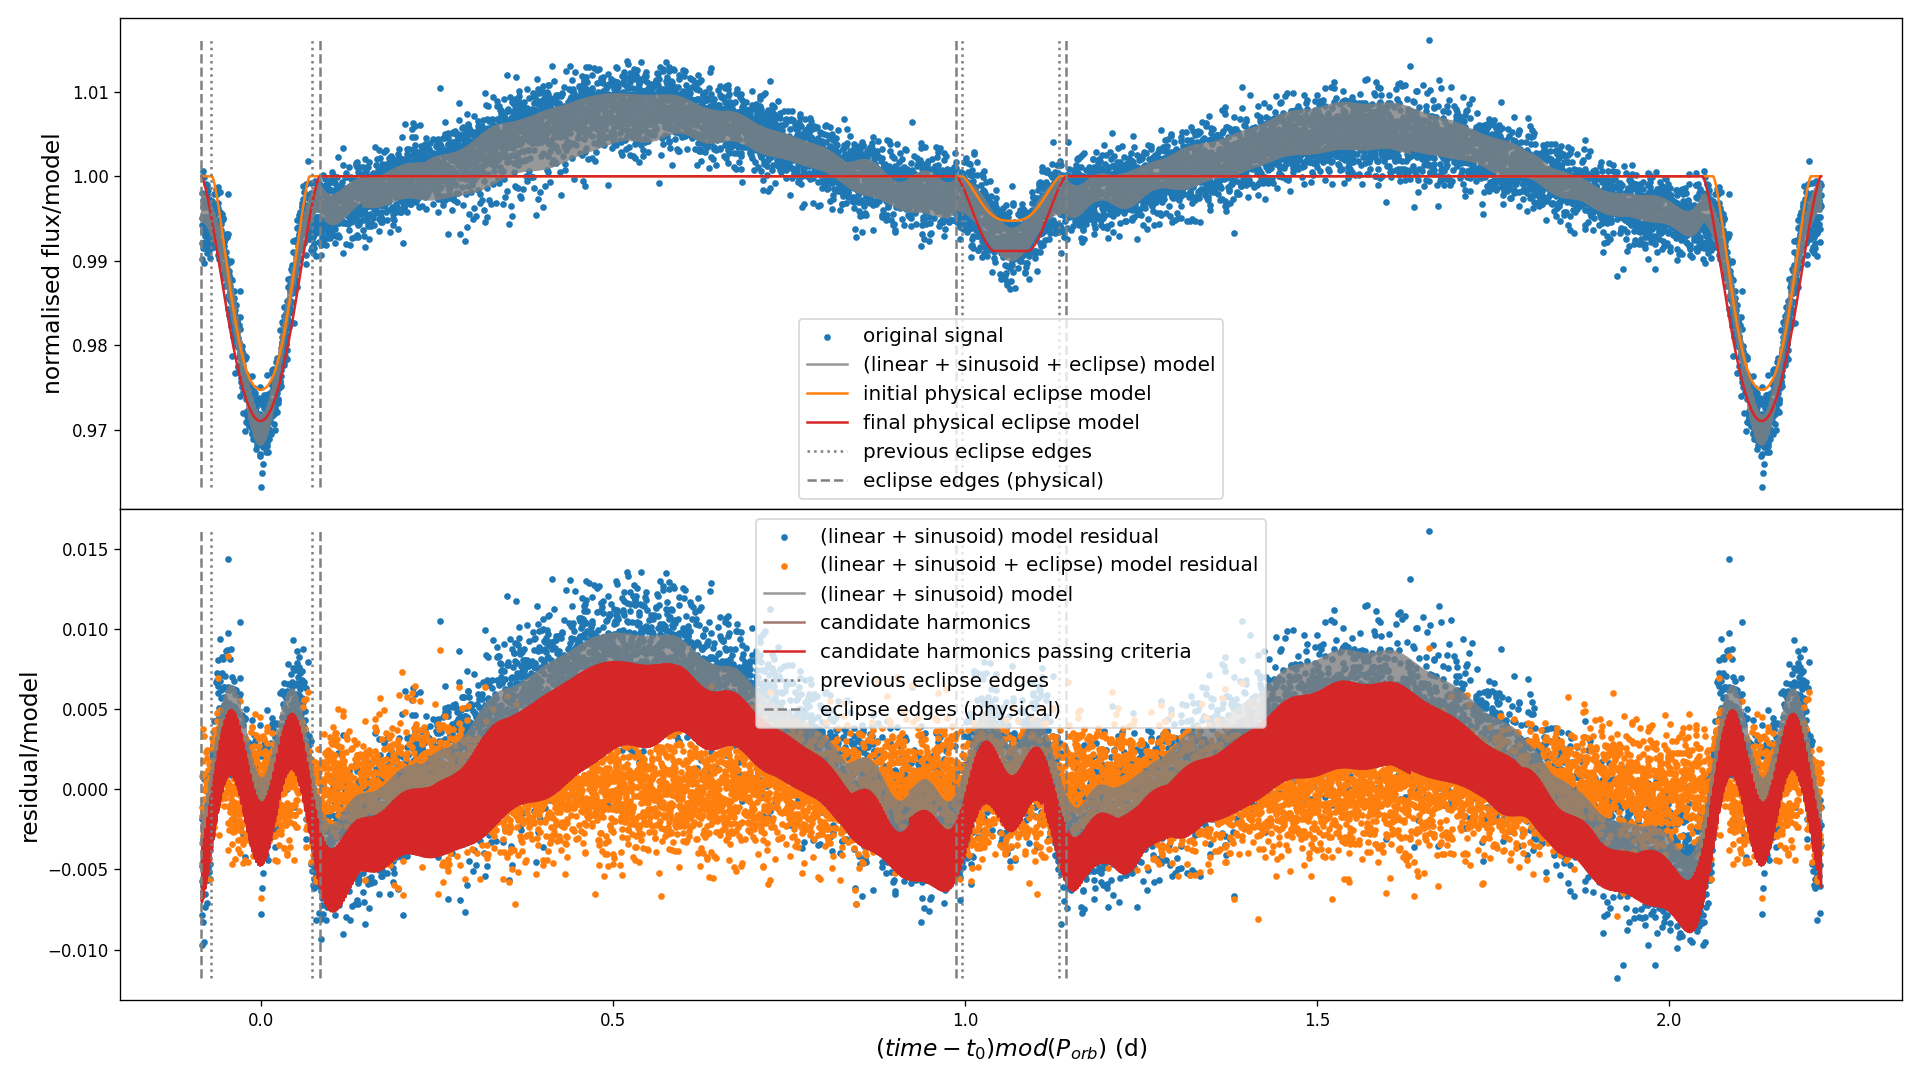 normalised flux/model
1.01
1.00
0.99
0.98
0.97
original signal
(linear + sinusoid + eclipse) model
initial physical eclipse model
final physical eclipse model
previous eclipse edges
eclipse edges (physical)
residual/model
0.015
0.010
0.005
0.000
−0.005
−0.010
(linear + sinusoid) model residual
(linear + sinusoid + eclipse) model residual
(linear + sinusoid) model
candidate harmonics
candidate harmonics passing criteria
previous eclipse edges
eclipse edges (physical)
0.0 0.5 1.0 1.5 2.0
(time − t₀)mod(P_orb) (d)